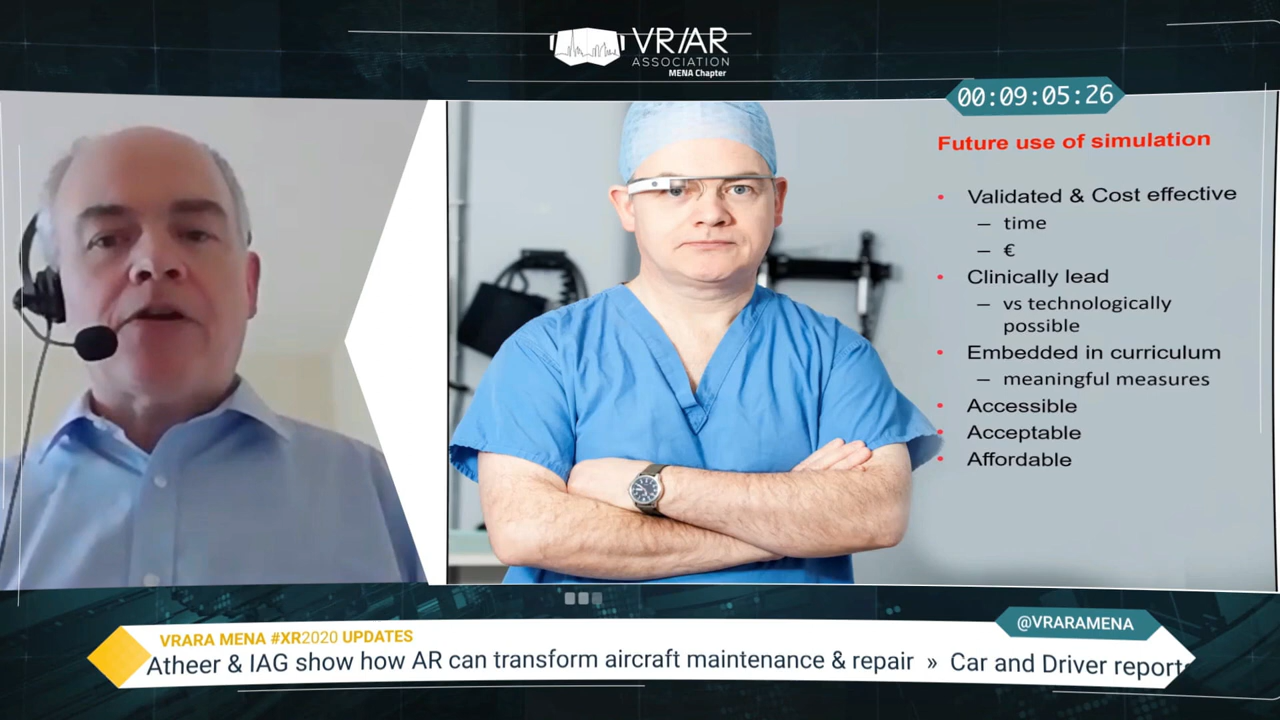 VR/AR
ASSOCIATION
MENA Chapter
00:09:05:26
Future use of simulation
• Validated & Cost effective
– time
– €
• Clinically lead
– vs technologically
possible
• Embedded in curriculum
– meaningful measures
• Accessible
• Acceptable
• Affordable
@VRARAMENA
VRARA MENA #XR2020 UPDATES
Atheer & IAG show how AR can transform aircraft maintenance & repair » Car and Driver reports